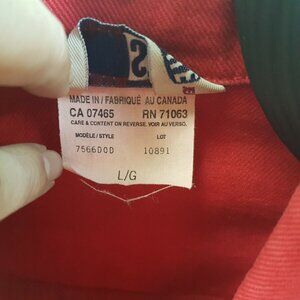 MADE IN / FABRIQUÉ AU CANADA
CA 07465 RN 71063
CARE & CONTENT ON REVERSE. VOIR AU VERSO.
MODÈLE / STYLE LOT
7566D0D 10891
L/G